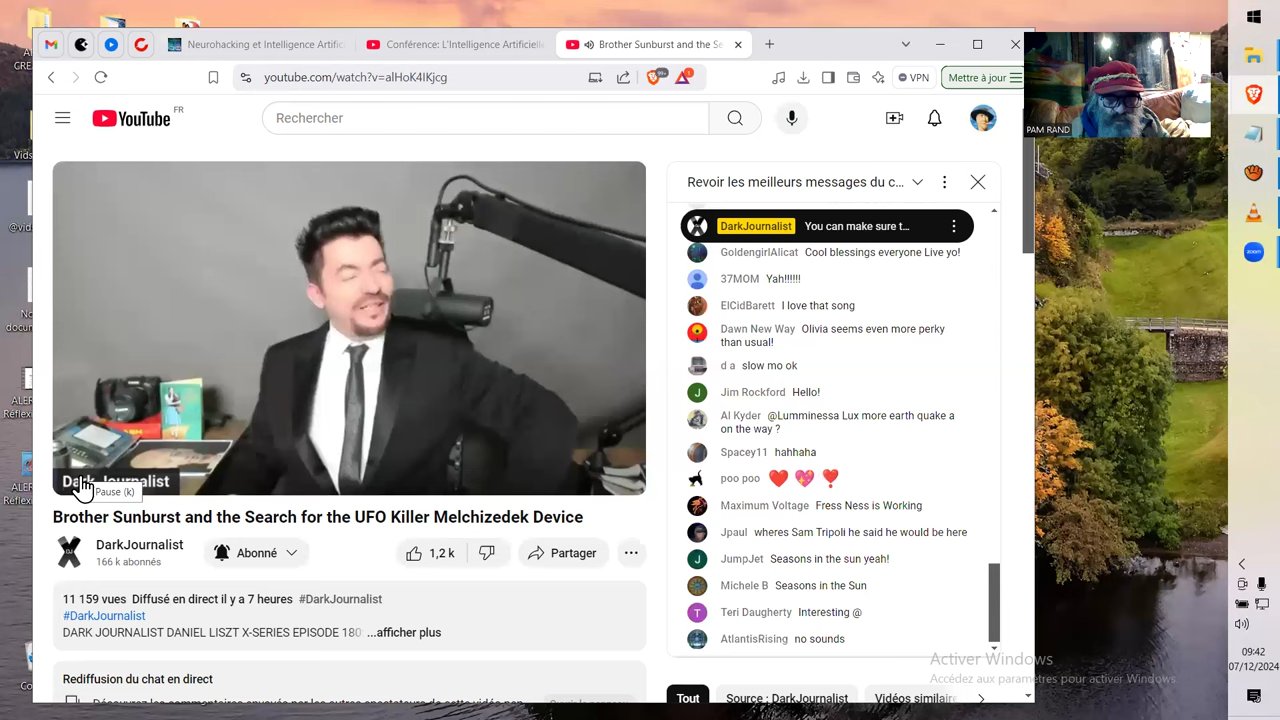 Neurohacking et Intelligence Artifi
Conférence: L'Intelligence Artificielle
Brother Sunburst and the Se
youtube.com/watch?v=alHoK4lKjcg
VPN
Mettre à jour
YouTube FR
Rechercher
PAM RAND
Revoir les meilleurs messages du c...
DarkJournalist You can make sure t...
GoldengirlAlicat Cool blessings everyone Live yo!
37MOM Yah!!!!!!
ElCidBarett I love that song
Dawn New Way Olivia seems even more perky
than usual!
d a slow mo ok
J Jim Rockford Hello!
Al Kyder @Lumminessa Lux more earth quake a
on the way ?
Spacey11 hahhaha
poo poo ❤️ 💖 ❣️
Maximum Voltage Fress Ness is Working
Jpaul wheres Sam Tripoli he said he would be here
J JumpJet Seasons in the sun yeah!
Michele B Seasons in the Sun
T Teri Daugherty Interesting @
AtlantisRising no sounds
Dark Journalist
Pause (k)
Brother Sunburst and the Search for the UFO Killer Melchizedek Device
DarkJournalist
166 k abonnés
Abonné
1,2 k
Partager
11 159 vues Diffusé en direct il y a 7 heures #DarkJournalist
#DarkJournalist
DARK JOURNALIST DANIEL LISZT X-SERIES EPISODE 180 ...afficher plus
Rediffusion du chat en direct
Tout
Source : DarkJournalist
Vidéos similaire
Activer Windows
Accédez aux paramètres pour activer Windows
zoom
09:42
07/12/2024